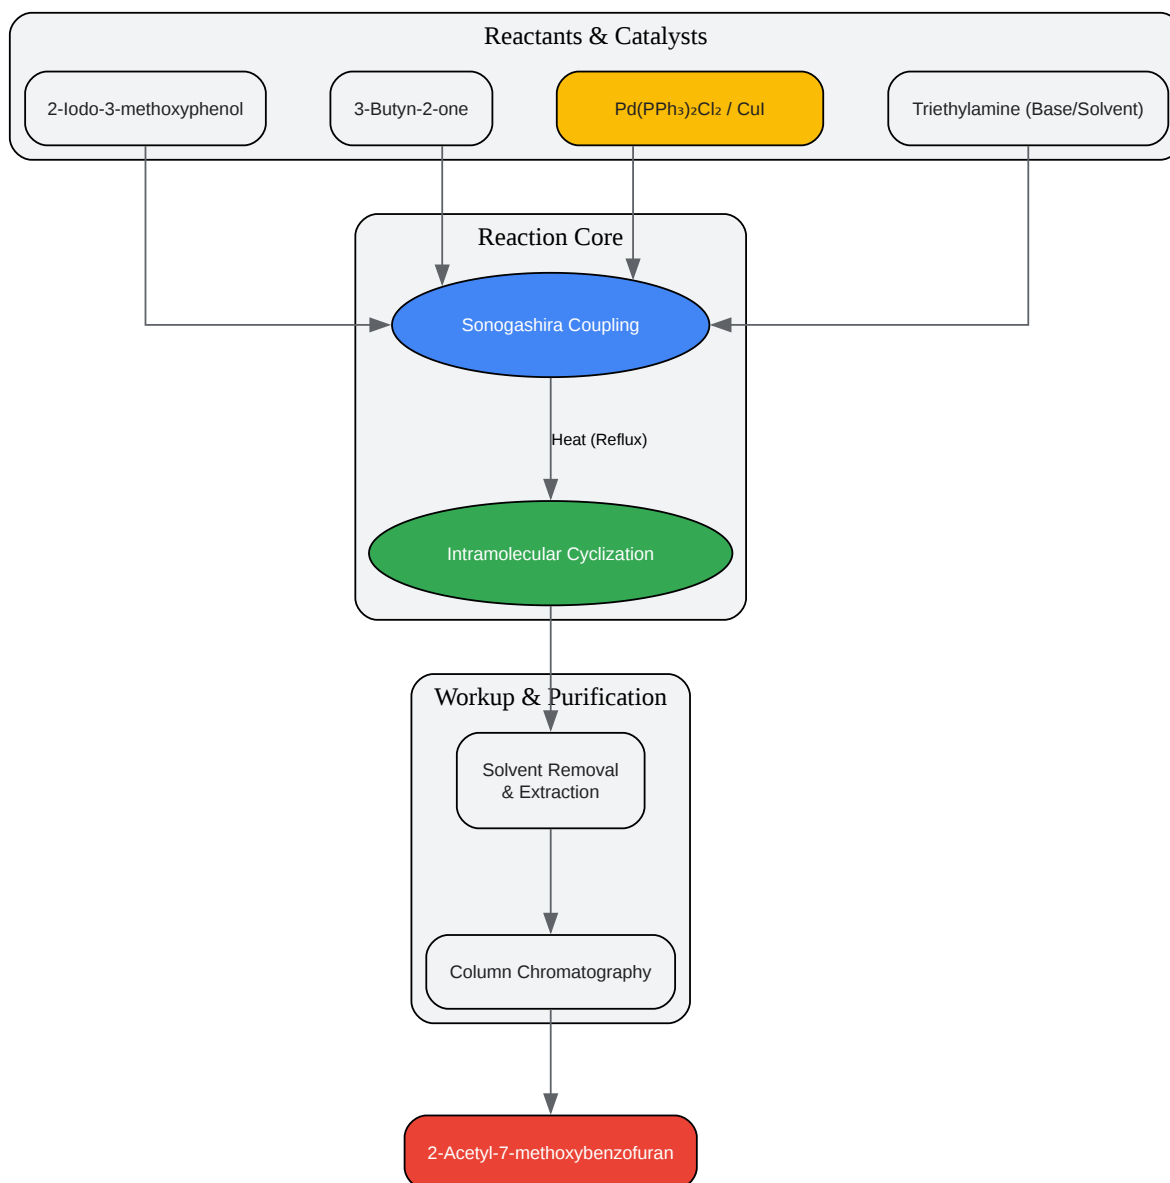 Reactants & Catalysts
2-Iodo-3-methoxyphenol
3-Butyn-2-one
Pd(PPh₃)₂Cl₂ / CuI
Triethylamine (Base/Solvent)
Reaction Core
Sonogashira Coupling
Heat (Reflux)
Intramolecular Cyclization
Workup & Purification
Solvent Removal
& Extraction
Column Chromatography
2-Acetyl-7-methoxybenzofuran